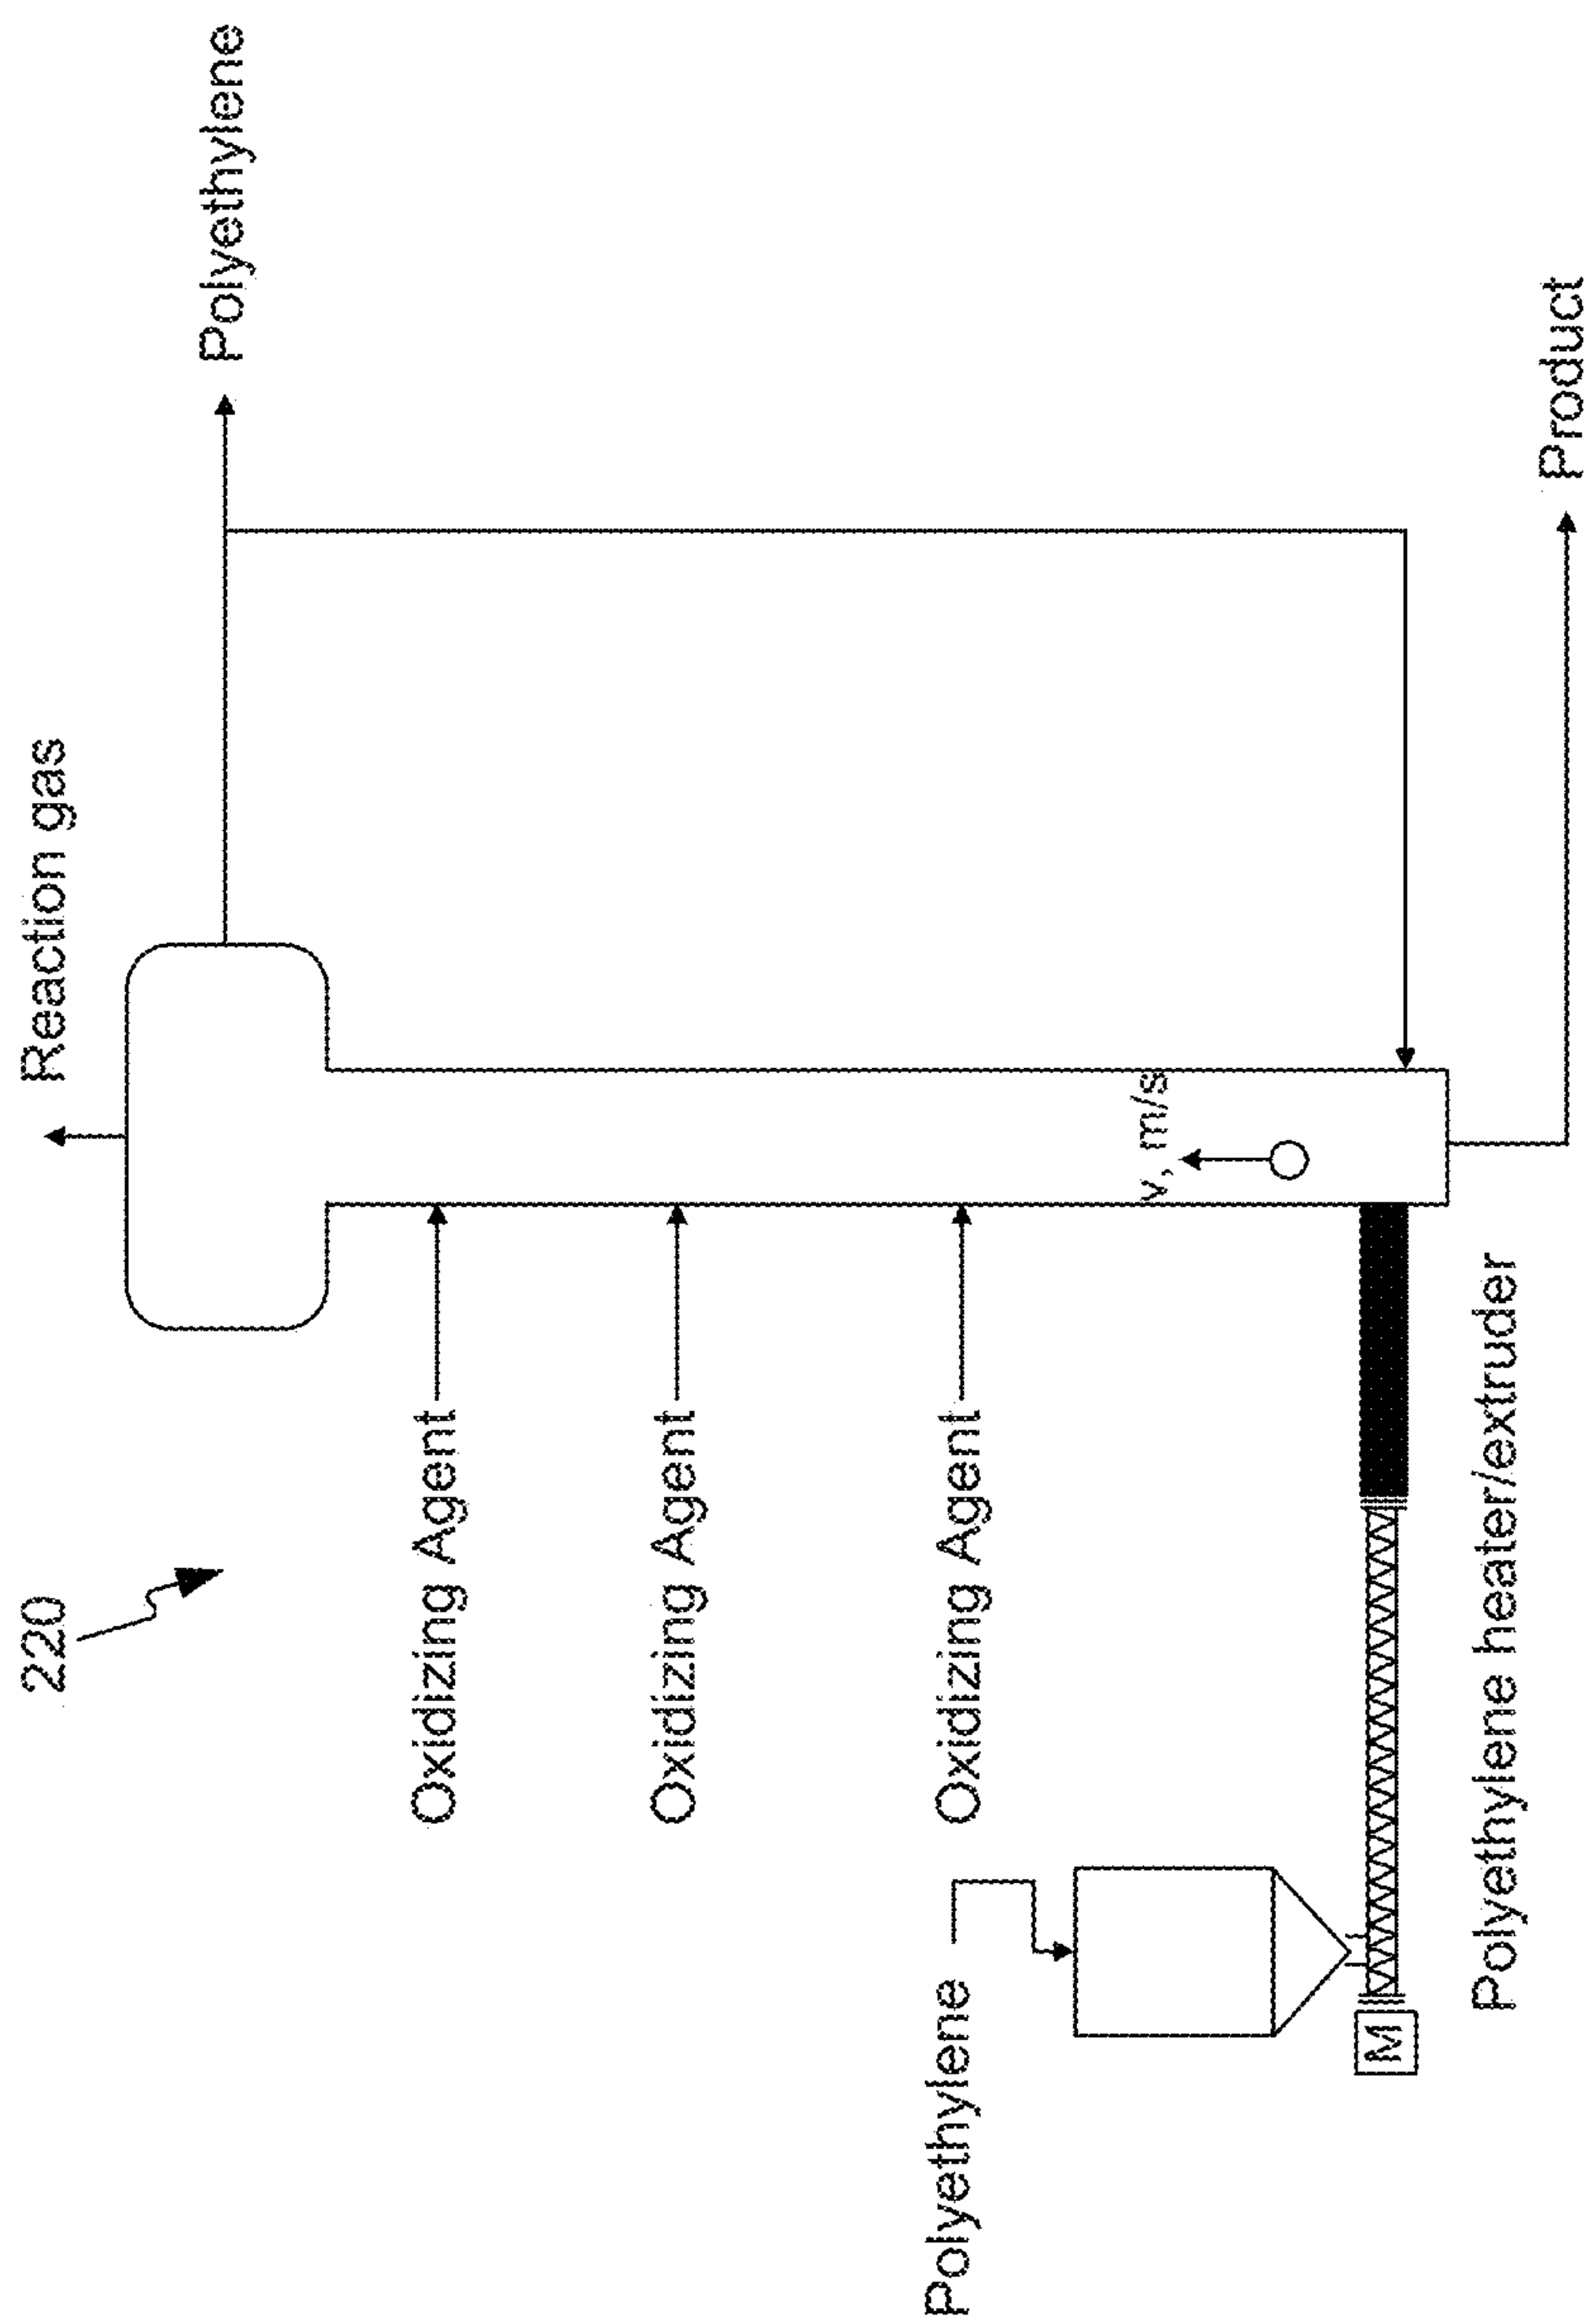 220
Reaction gas
Polyethylene
Oxidizing Agent
Oxidizing Agent
Oxidizing Agent
Polyethylene
v, m/s
M
Polyethylene heater/extruder
Product